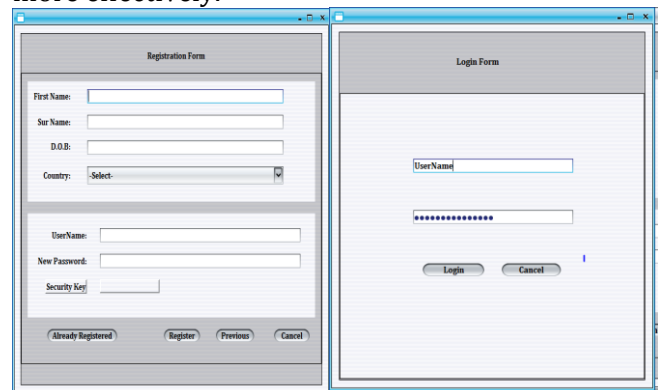 more effectively.
Registration Form
First Name:
Sur Name:
D.O.B:
Country: -Select-
UserName:
New Password:
Security Key
Already Registered Register Previous Cancel
Login Form
UserName
Login Cancel